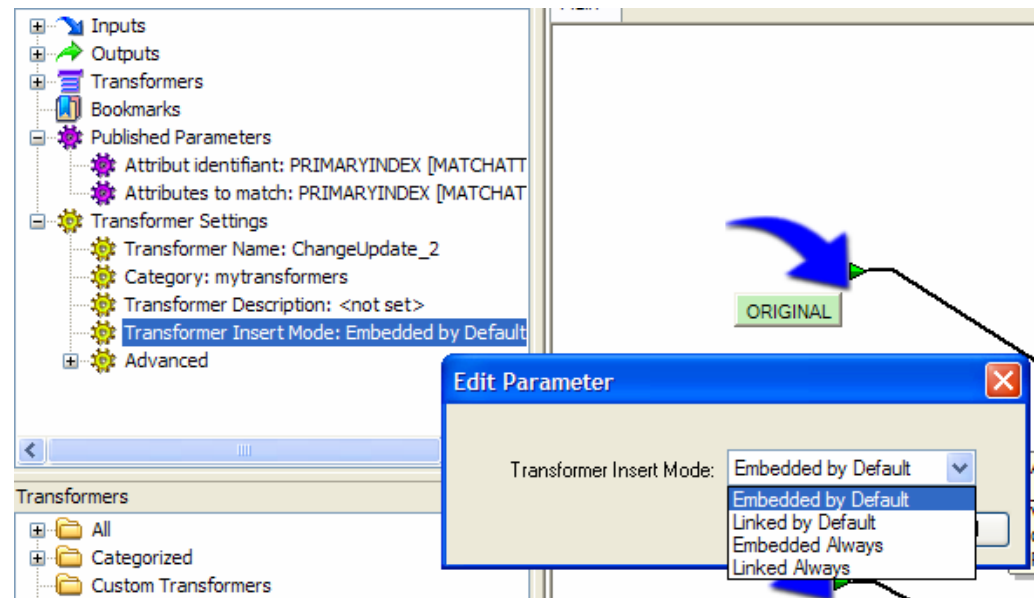 Inputs
Outputs
Transformers
Bookmarks
Published Parameters
Attribut identifiant: PRIMARYINDEX [MATCHATT
Attributes to match: PRIMARYINDEX [MATCHAT
Transformer Settings
Transformer Name: ChangeUpdate_2
Category: mytransformers
Transformer Description: <not set>
Transformer Insert Mode: Embedded by Default
Advanced
ORIGINAL
Edit Parameter
Transformer Insert Mode: Embedded by Default
Embedded by Default
Linked by Default
Embedded Always
Linked Always
Transformers
All
Categorized
Custom Transformers